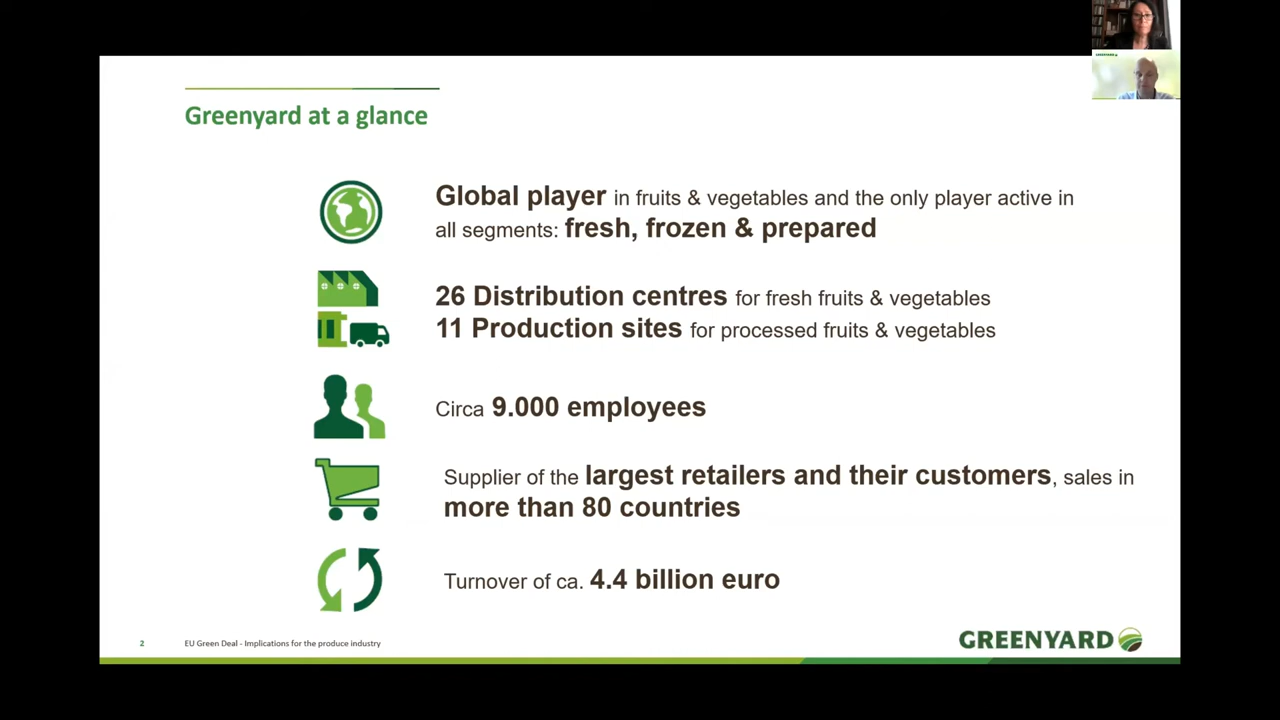 Greenyard at a glance
Global player in fruits & vegetables and the only player active in
all segments: fresh, frozen & prepared
26 Distribution centres for fresh fruits & vegetables
11 Production sites for processed fruits & vegetables
Circa 9.000 employees
Supplier of the largest retailers and their customers, sales in
more than 80 countries
Turnover of ca. 4.4 billion euro
2
EU Green Deal - Implications for the produce industry
GREENYARD